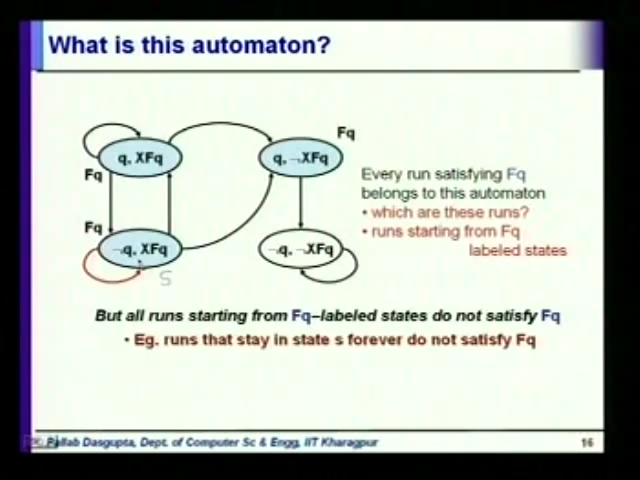 What is this automaton?
Fq
q, XFq
q, ¬XFq
Fq
Every run satisfying Fq
belongs to this automaton
Fq
• which are these runs?
• runs starting from Fq
labeled states
¬q, XFq
¬q, ¬XFq
S
But all runs starting from Fq–labeled states do not satisfy Fq
• Eg. runs that stay in state s forever do not satisfy Fq
Pallab Dasgupta, Dept. of Computer Sc & Engg, IIT Kharagpur
16